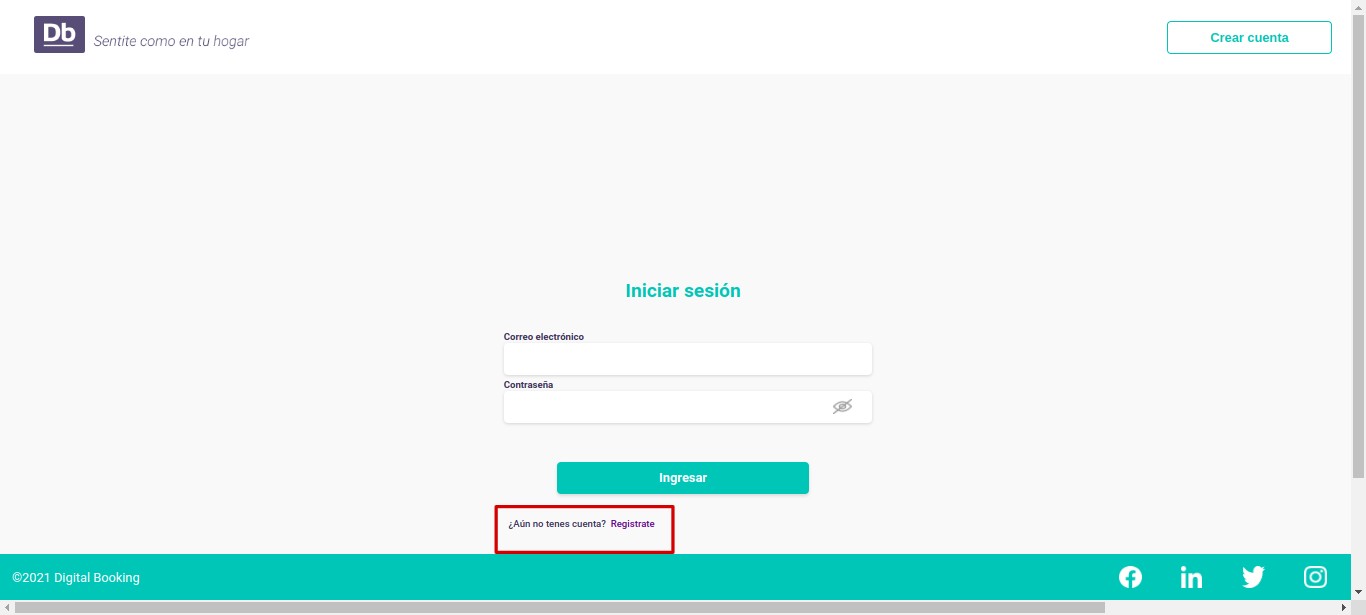 Db Sentite como en tu hogar
Crear cuenta
Iniciar sesión
Correo electrónico
Contraseña
Ingresar
¿Aún no tenes cuenta? Registrate
©2021 Digital Booking